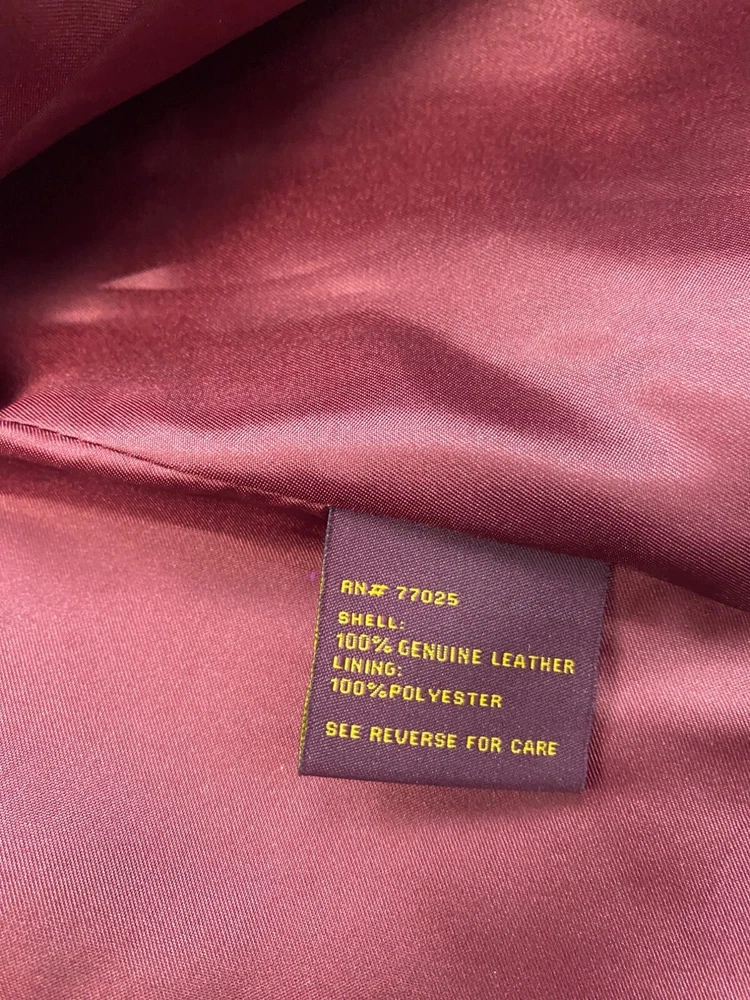 RN# 77025
SHELL:
100% GENUINE LEATHER
LINING:
100%POLYESTER
SEE REVERSE FOR CARE